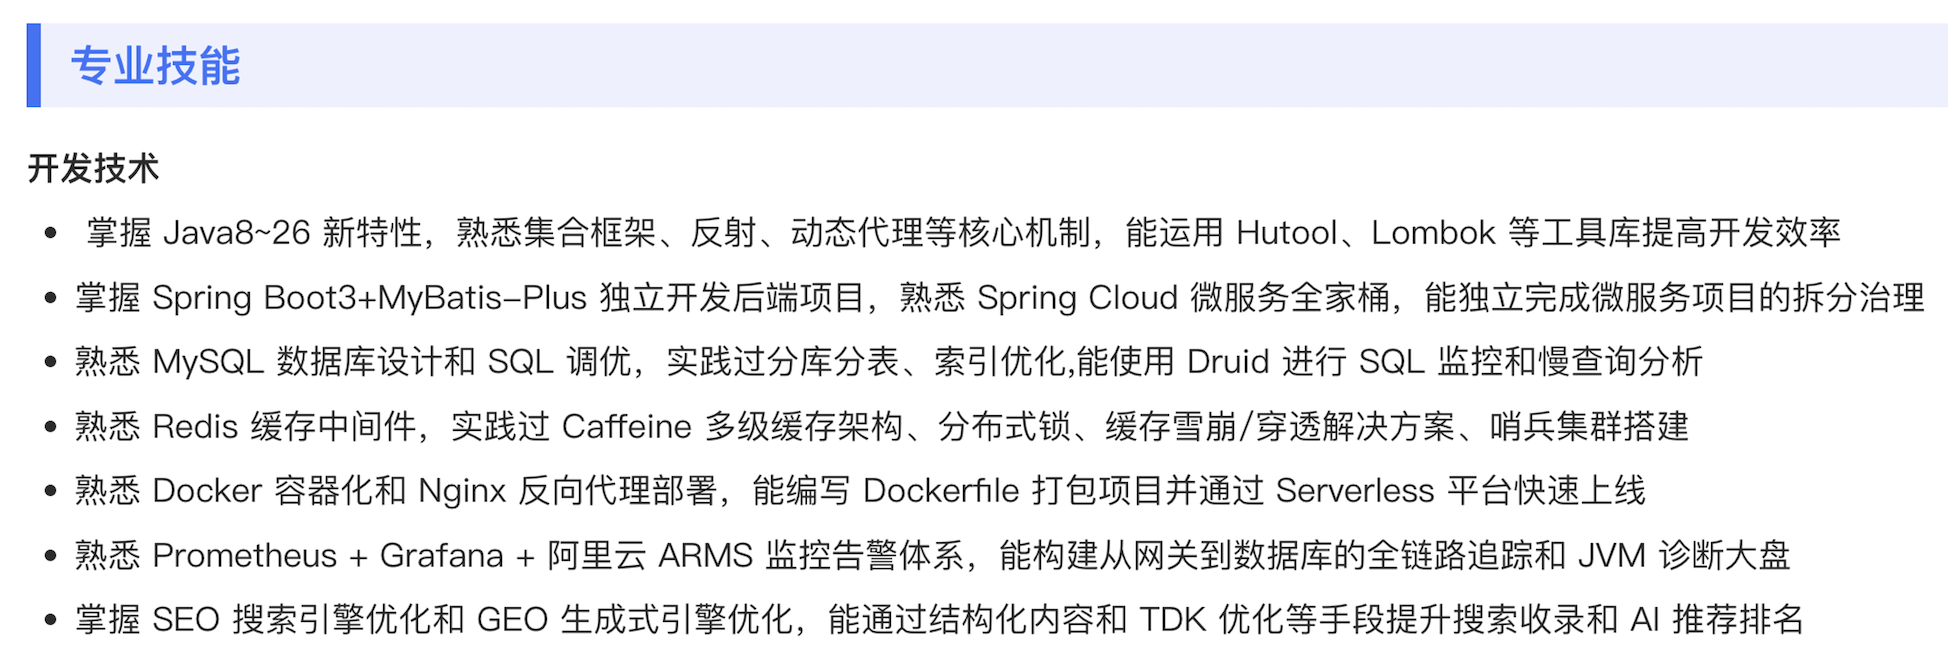 专业技能
开发技术
• 掌握 Java8~26 新特性，熟悉集合框架、反射、动态代理等核心机制，能运用 Hutool、Lombok 等工具库提高开发效率
• 掌握 Spring Boot3+MyBatis-Plus 独立开发后端项目，熟悉 Spring Cloud 微服务全家桶，能独立完成微服务项目的拆分治理
• 熟悉 MySQL 数据库设计和 SQL 调优，实践过分库分表、索引优化,能使用 Druid 进行 SQL 监控和慢查询分析
• 熟悉 Redis 缓存中间件，实践过 Caffeine 多级缓存架构、分布式锁、缓存雪崩/穿透解决方案、哨兵集群搭建
• 熟悉 Docker 容器化和 Nginx 反向代理部署，能编写 Dockerfile 打包项目并通过 Serverless 平台快速上线
• 熟悉 Prometheus + Grafana + 阿里云 ARMS 监控告警体系，能构建从网关到数据库的全链路追踪和 JVM 诊断大盘
• 掌握 SEO 搜索引擎优化和 GEO 生成式引擎优化，能通过结构化内容和 TDK 优化等手段提升搜索收录和 AI 推荐排名